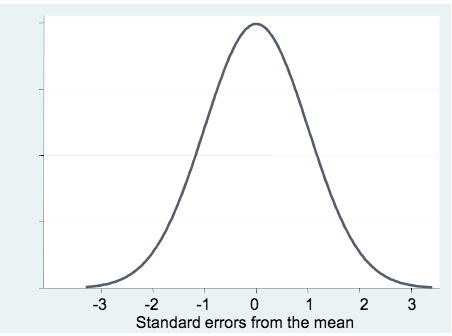 -3 -2 -1 0 1 2 3
Standard errors from the mean